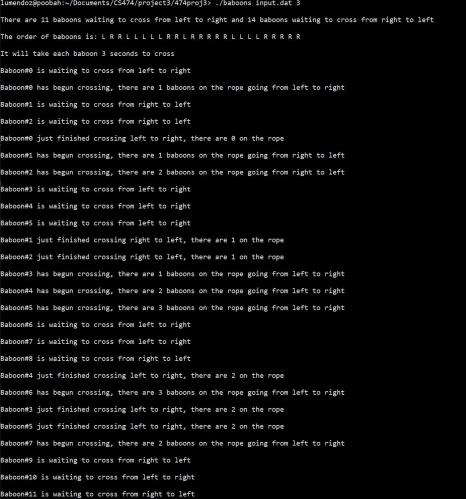 lumendoz@poobah:~/Documents/CS474/project3/474proj3> ./baboons input.dat 3
There are 11 baboons waiting to cross from left to right and 14 baboons waiting to cross from right to left
The order of baboons is: L R R L L L L L R R L R R R R R L L L L R R R R R
It will take each baboon 3 seconds to cross
Baboon#0 is waiting to cross from left to right
Baboon#0 has begun crossing, there are 1 baboons on the rope going from left to right
Baboon#1 is waiting to cross from right to left
Baboon#2 is waiting to cross from right to left
Baboon#0 just finished crossing left to right, there are 0 on the rope
Baboon#1 has begun crossing, there are 1 baboons on the rope going from right to left
Baboon#2 has begun crossing, there are 2 baboons on the rope going from right to left
Baboon#3 is waiting to cross from left to right
Baboon#4 is waiting to cross from left to right
Baboon#5 is waiting to cross from left to right
Baboon#1 just finished crossing right to left, there are 1 on the rope
Baboon#2 just finished crossing right to left, there are 1 on the rope
Baboon#3 has begun crossing, there are 1 baboons on the rope going from left to right
Baboon#4 has begun crossing, there are 2 baboons on the rope going from left to right
Baboon#5 has begun crossing, there are 3 baboons on the rope going from left to right
Baboon#6 is waiting to cross from left to right
Baboon#7 is waiting to cross from left to right
Baboon#8 is waiting to cross from right to left
Baboon#4 just finished crossing left to right, there are 2 on the rope
Baboon#6 has begun crossing, there are 3 baboons on the rope going from left to right
Baboon#3 just finished crossing left to right, there are 2 on the rope
Baboon#5 just finished crossing left to right, there are 2 on the rope
Baboon#7 has begun crossing, there are 2 baboons on the rope going from left to right
Baboon#9 is waiting to cross from right to left
Baboon#10 is waiting to cross from left to right
Baboon#11 is waiting to cross from right to left